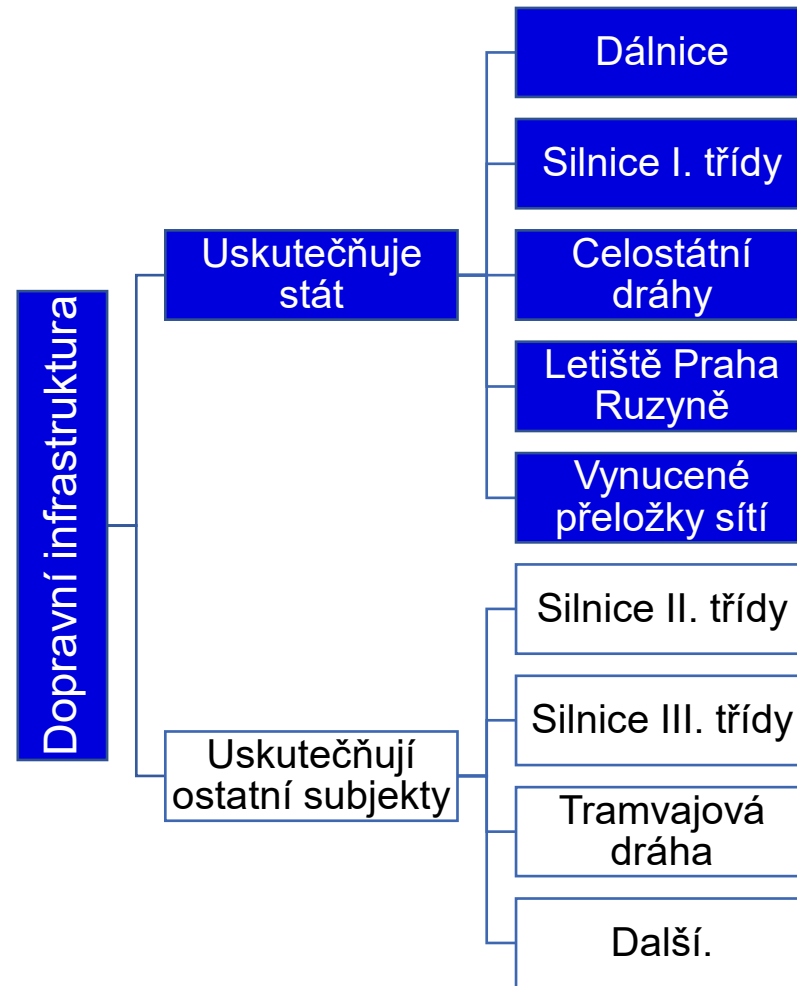 Dopravní infrastruktura
Uskutečňuje
stát
Dálnice
Silnice I. třídy
Celostátní
dráhy
Letiště Praha
Ruzyně
Vynucené
přeložky sítí
Uskutečňují
ostatní subjekty
Silnice II. třídy
Silnice III. třídy
Tramvajová
dráha
Další.